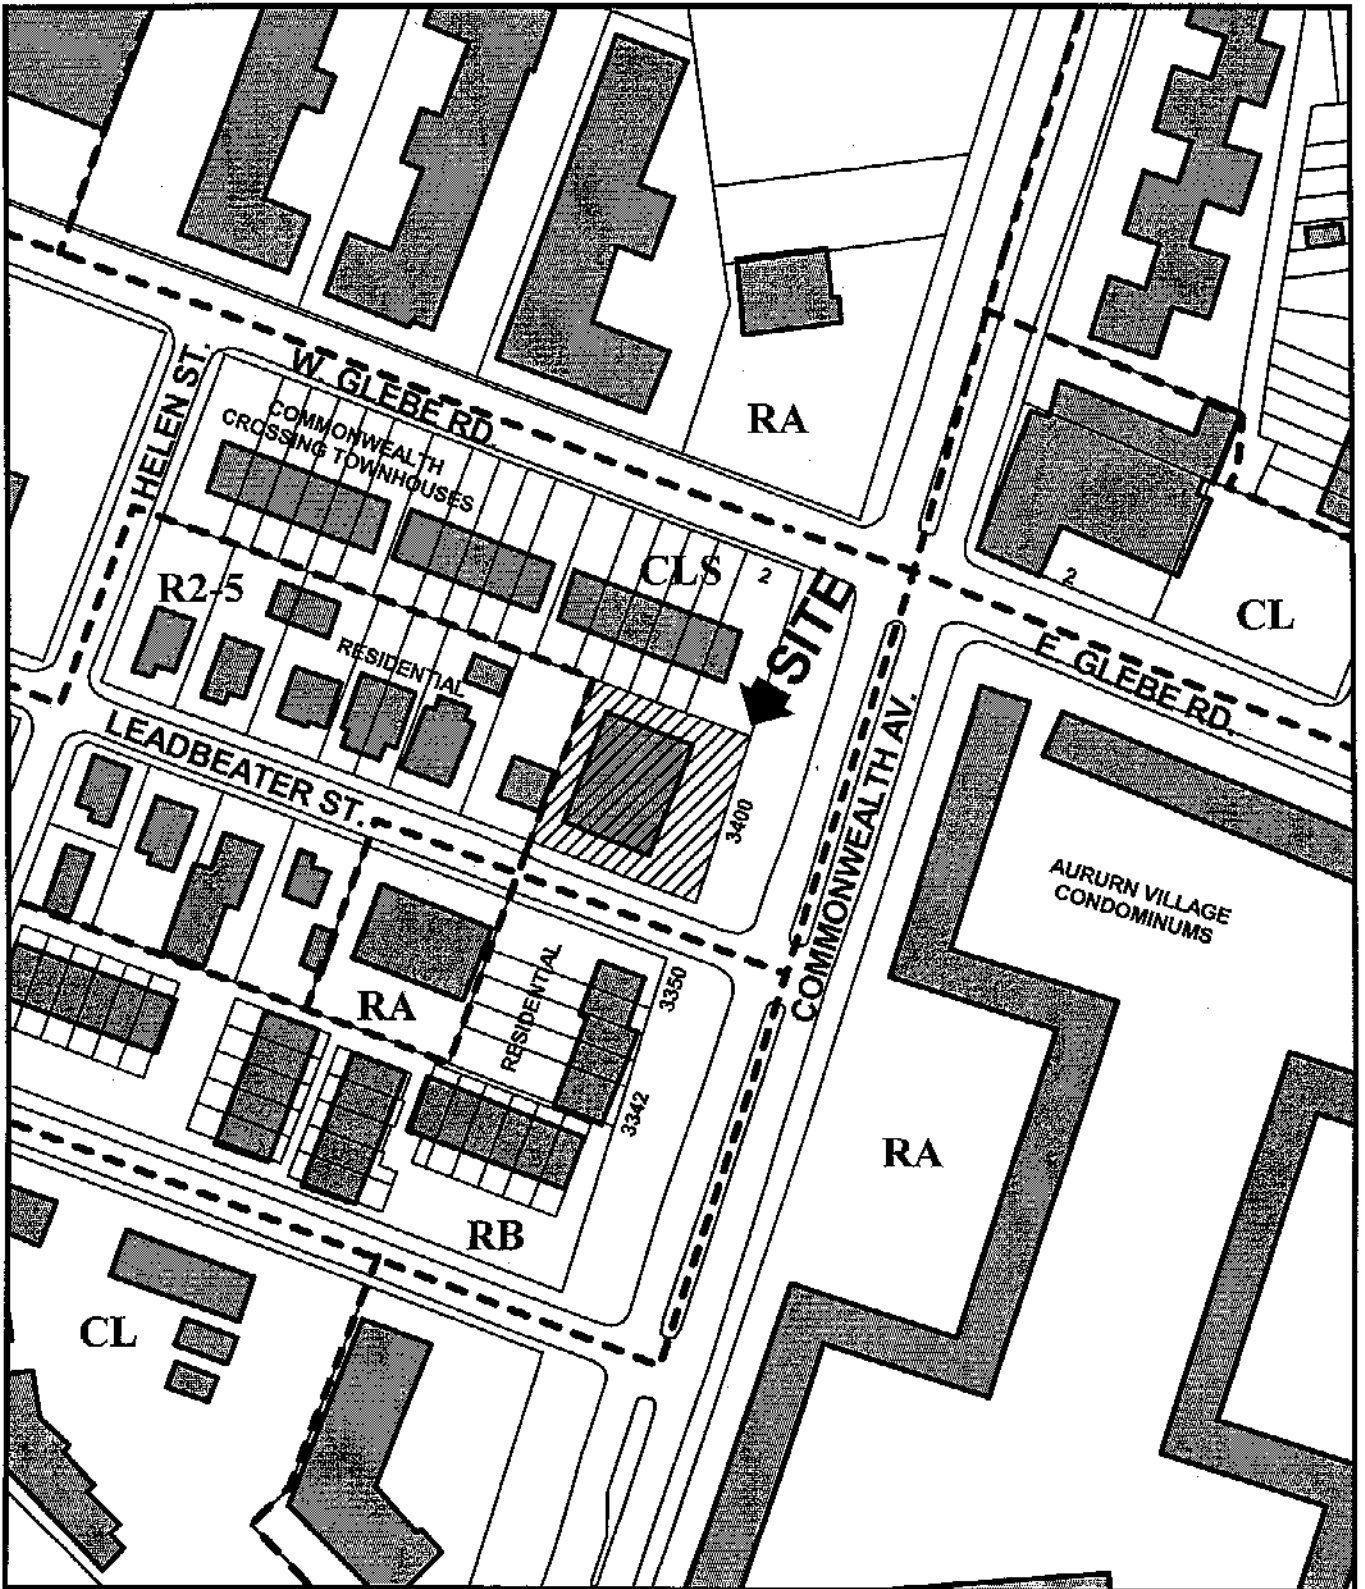 W. GLEBE RD.
HELEN ST.
COMMONWEALTH
CROSSING TOWNHOUSES
RA
CLS
2
SITE
2
CL
E. GLEBE RD.
R2-5
RESIDENTIAL
LEADBEATER ST.
3400
COMMONWEALTH AV.
AURURN VILLAGE
CONDOMINUMS
RA
RESIDENTIAL
3350
3342
RA
RB
CL